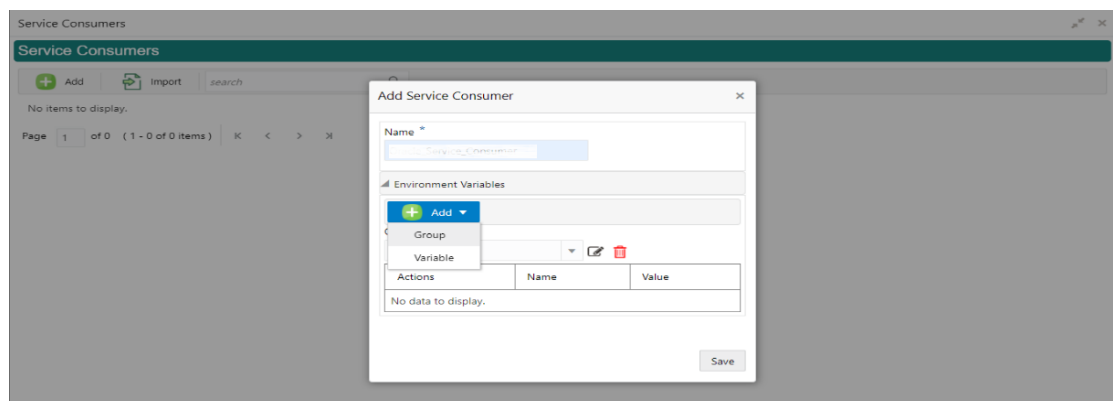 Service Consumers
Service Consumers
Add Import search
No items to display.
Page 1 of 0 ( 1 - 0 of 0 items )
Add Service Consumer
Name *
Environment Variables
Add
Group
Variable
Actions Name Value
No data to display.
Save